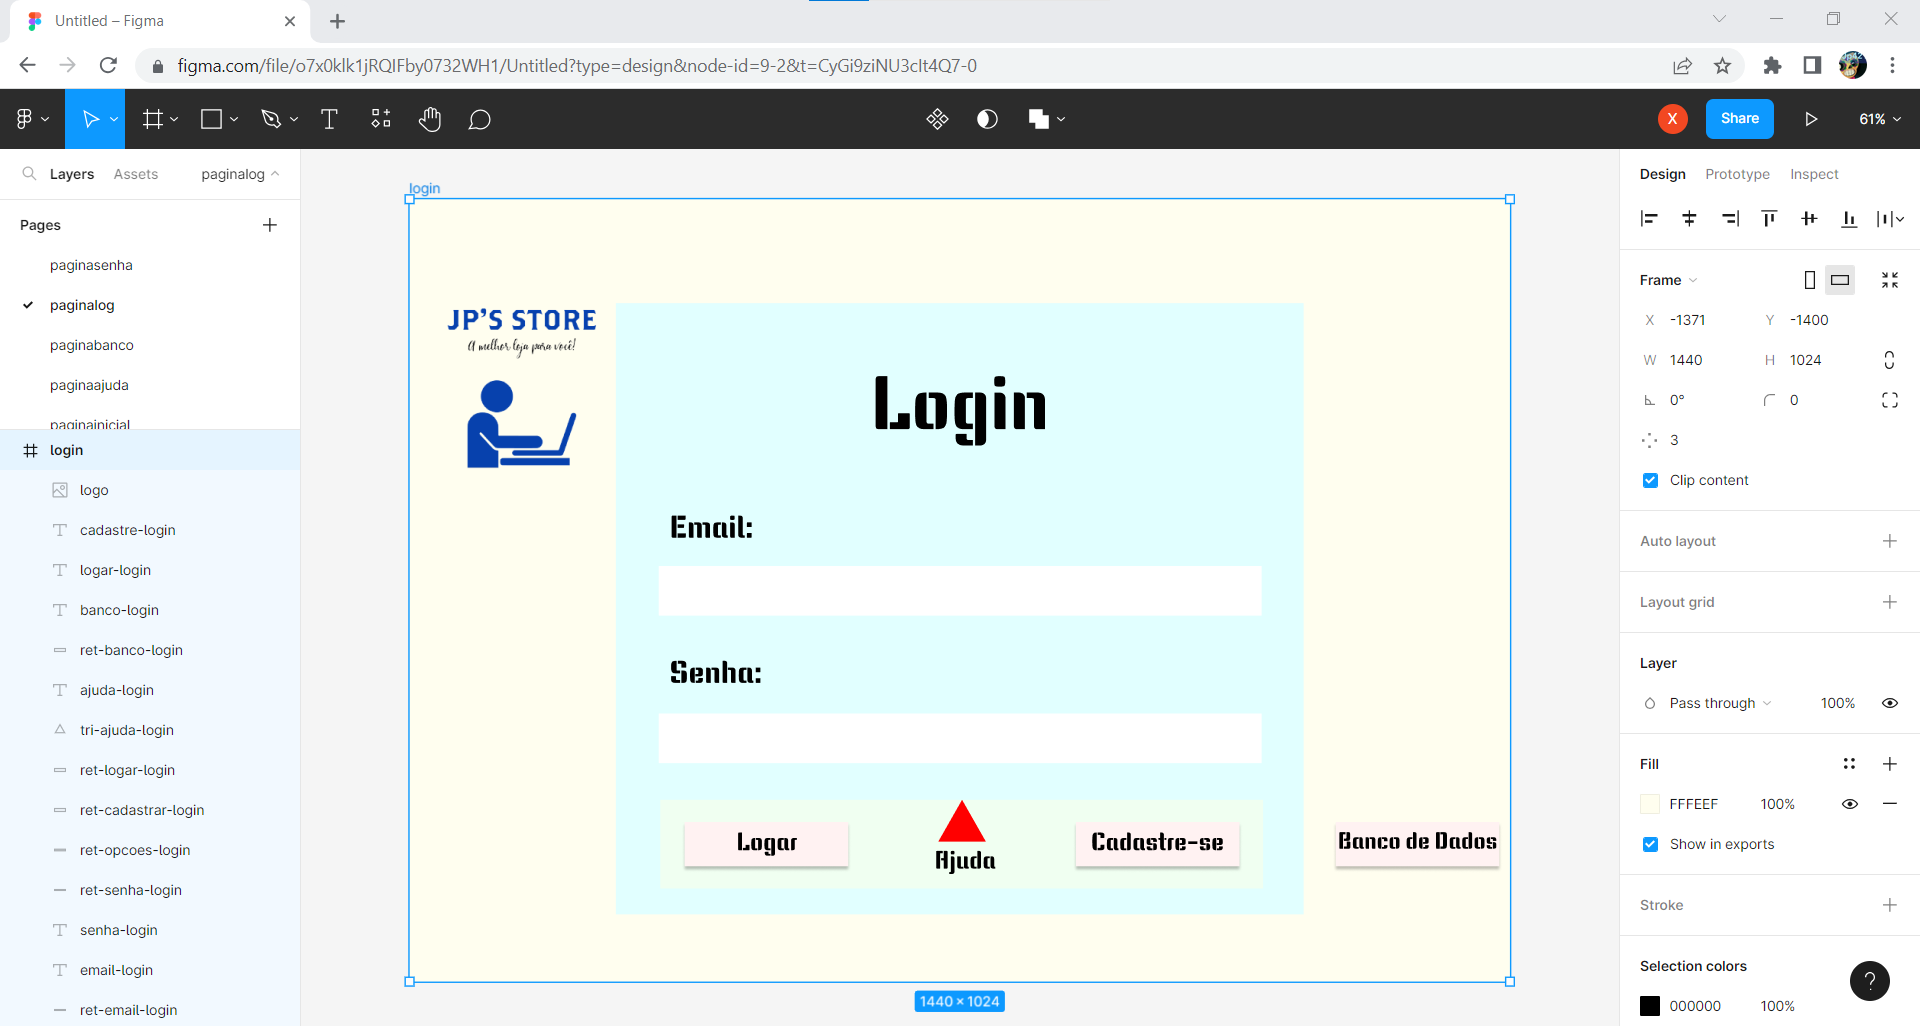 Untitled – Figma
figma.com/file/o7x0klk1jRQIFby0732WH1/Untitled?type=design&node-id=9-2&t=CyGi9ziNU3cIt4Q7-0
X
Share
61%
Layers
Assets
paginalog
Pages
paginasenha
paginalog
paginabanco
paginaajuda
paginainicial
login
logo
cadastre-login
logar-login
banco-login
ret-banco-login
ajuda-login
tri-ajuda-login
ret-logar-login
ret-cadastrar-login
ret-opcoes-login
ret-senha-login
senha-login
email-login
ret-email-login
login
JP'S STORE
A melhor loja para você!
Login
Email:
Senha:
Logar
Ajuda
Cadastre-se
Banco de Dados
1440 × 1024
Design
Prototype
Inspect
Frame
X -1371
Y -1400
W 1440
H 1024
0°
0
3
Clip content
Auto layout
Layout grid
Layer
Pass through
100%
Fill
FFFEEF
100%
Show in exports
Stroke
Selection colors
000000
100%
?